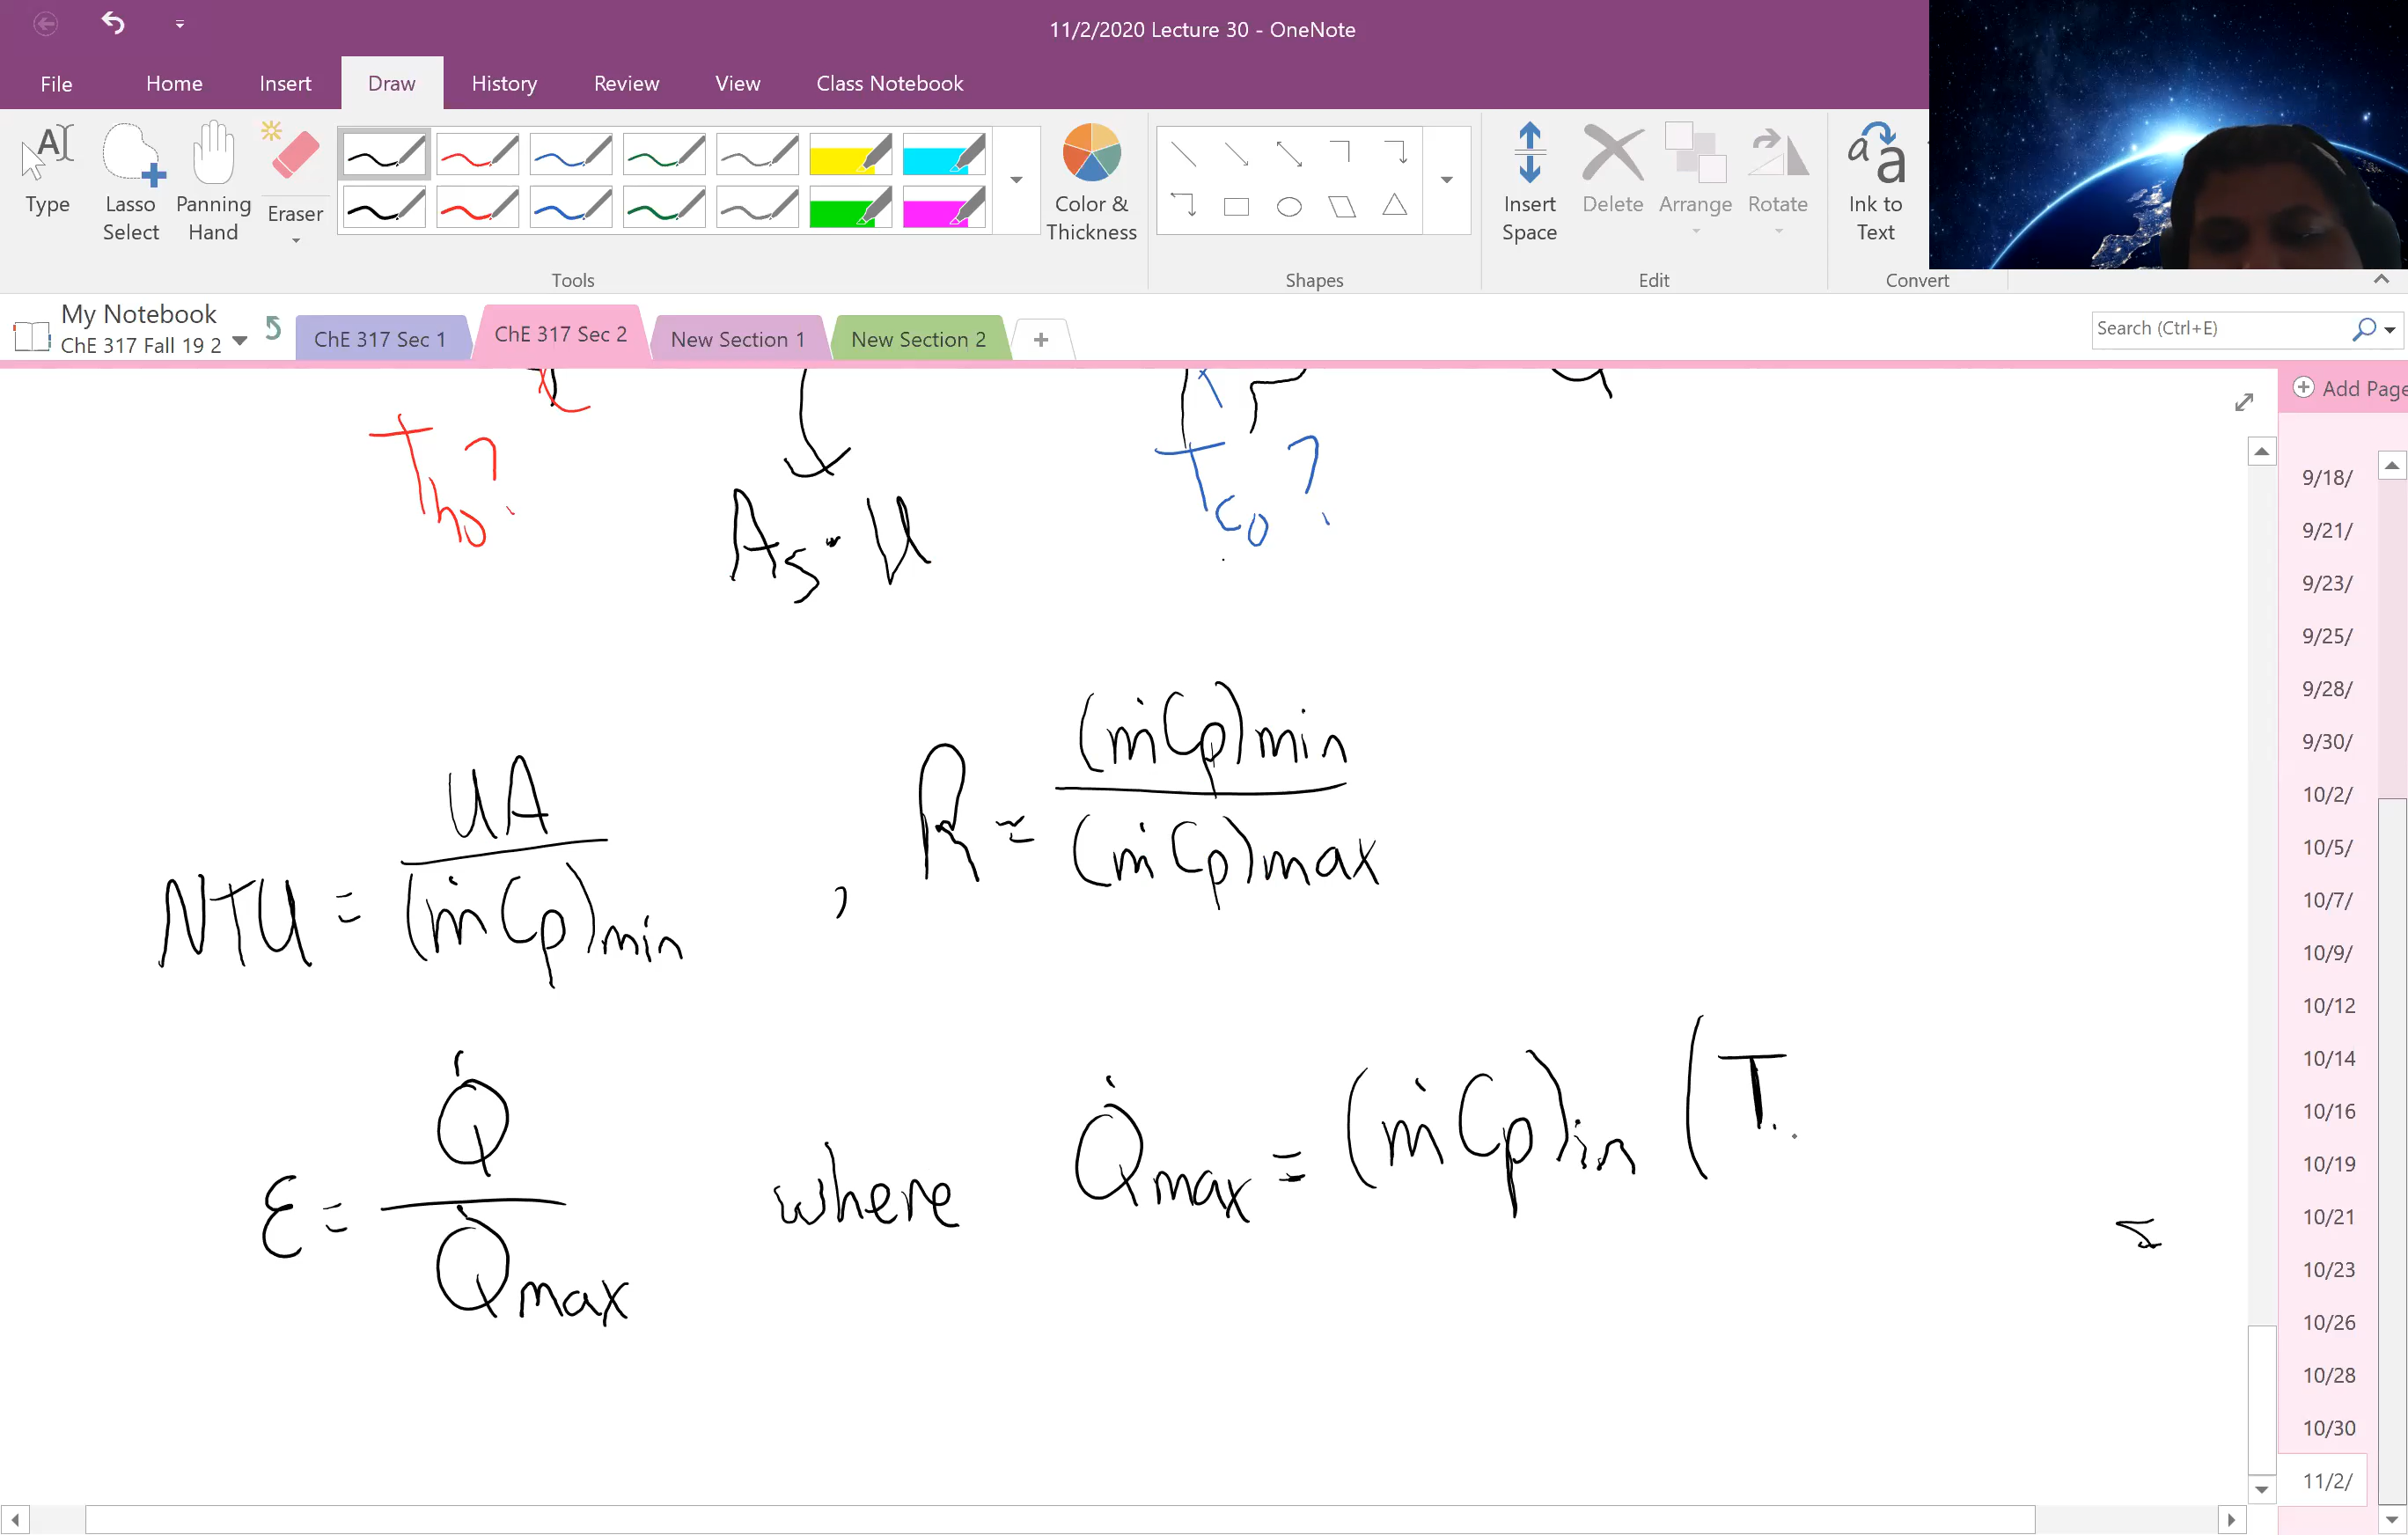 11/2/2020 Lecture 30 - OneNote
File Home Insert Draw History Review View Class Notebook
Type Lasso Select Panning Hand Eraser Color & Thickness Insert Space Delete Arrange Rotate Ink to Text
Tools Shapes Edit Convert
My Notebook
ChE 317 Fall 19 2
ChE 317 Sec 1 ChE 317 Sec 2 New Section 1 New Section 2 +
Search (Ctrl+E)
Add Page
9/18/
9/21/
9/23/
9/25/
9/28/
9/30/
10/2/
10/5/
10/7/
10/9/
10/12
10/14
10/16
10/19
10/21
10/23
10/26
10/28
10/30
11/2/
Tho? As·U Tco?
NTU = UA / (ṁCp)min , R = (ṁCp)min / (ṁCp)max
ε = Q̇ / Q̇max where Q̇max = (ṁCp)in (T